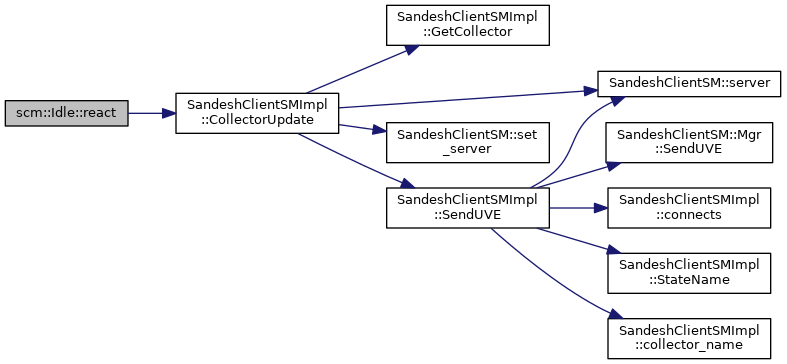 scm::Idle::react
SandeshClientSMImpl
::CollectorUpdate
SandeshClientSMImpl
::GetCollector
SandeshClientSM::set
_server
SandeshClientSMImpl
::SendUVE
SandeshClientSM::server
SandeshClientSM::Mgr
::SendUVE
SandeshClientSMImpl
::connects
SandeshClientSMImpl
::StateName
SandeshClientSMImpl
::collector_name